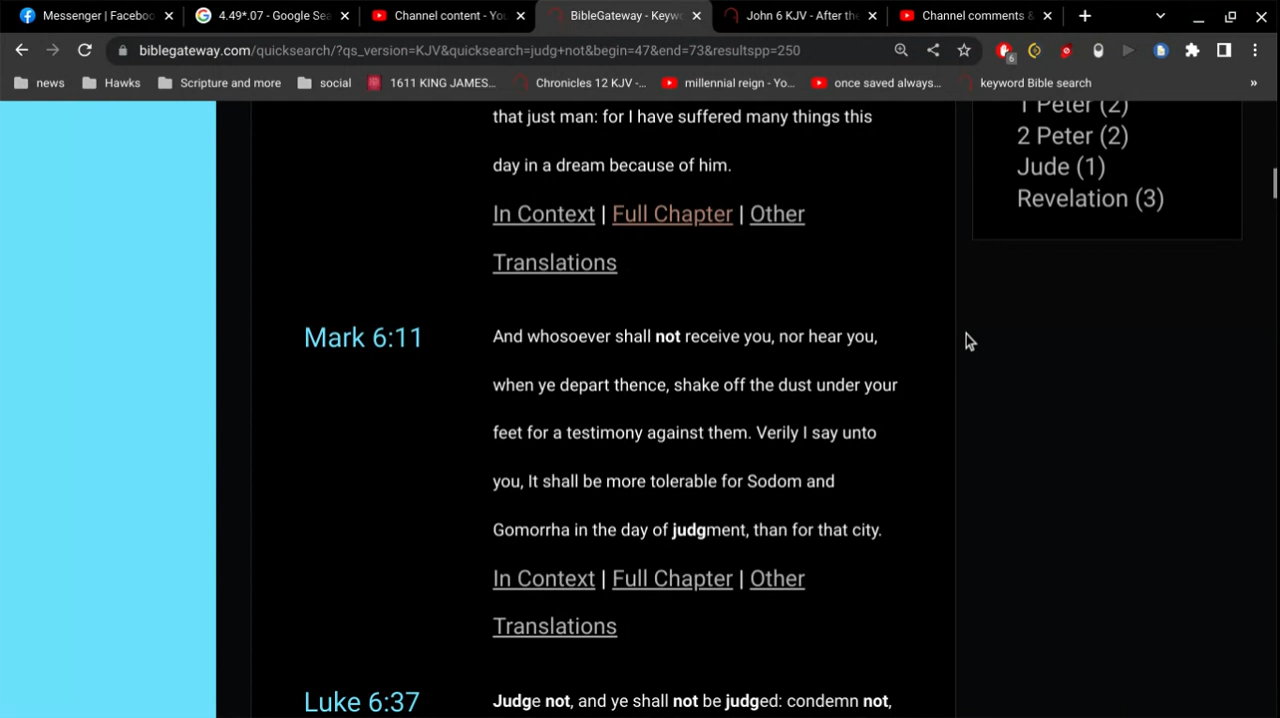 Messenger | Facebo
4.49*.07 - Google Sea
Channel content - You
BibleGateway - Keywo
John 6 KJV - After the
Channel comments &
biblegateway.com/quicksearch/?qs_version=KJV&quicksearch=judg+not&begin=47&end=73&resultspp=250
6
news
Hawks
Scripture and more
social
1611 KING JAMES...
Chronicles 12 KJV -...
millennial reign - Yo...
once saved always...
keyword Bible search
»
that just man: for I have suffered many things this
day in a dream because of him.
In Context | Full Chapter | Other
Translations
Mark 6:11
And whosoever shall not receive you, nor hear you,
when ye depart thence, shake off the dust under your
feet for a testimony against them. Verily I say unto
you, It shall be more tolerable for Sodom and
Gomorrha in the day of judgment, than for that city.
In Context | Full Chapter | Other
Translations
Luke 6:37
Judge not, and ye shall not be judged: condemn not,
1 Peter (2)
2 Peter (2)
Jude (1)
Revelation (3)